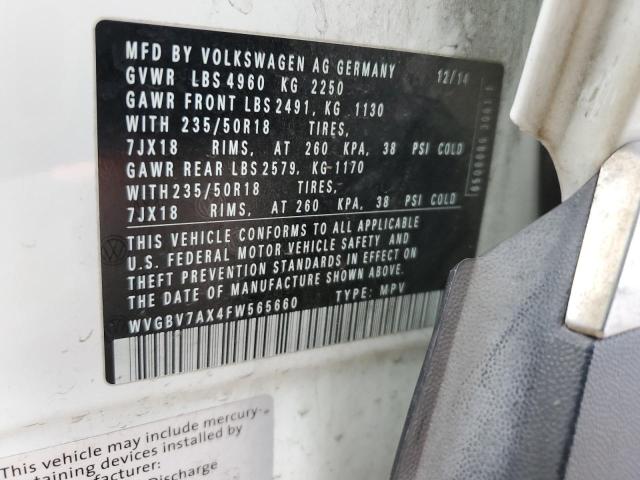 MFD BY VOLKSWAGEN AG GERMANY 12/14
GVWR LBS 4960 KG 2250
GAWR FRONT LBS 2491, KG 1130
WITH 235/50R18 TIRES,
7JX18 RIMS, AT 260 KPA, 38 PSI COLD
GAWR REAR LBS 2579, KG 1170
WITH 235/50R18 TIRES,
7JX18 RIMS, AT 260 KPA, 38 PSI COLD
THIS VEHICLE CONFORMS TO ALL APPLICABLE
U.S. FEDERAL MOTOR VEHICLE SAFETY AND
THEFT PREVENTION STANDARDS IN EFFECT ON
THE DATE OF MANUFACTURE SHOWN ABOVE.
WVGBV7AX4FW565660 TYPE: MPV
This vehicle may include mercury-
taining devices installed by
facturer:
Discharge